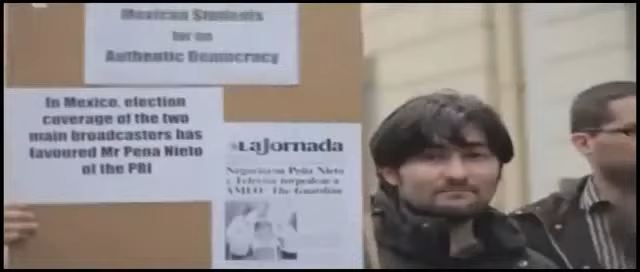 Mexican Students
for an
Authentic Democracy
In Mexico, election
coverage of the two
main broadcasters has
favoured Mr Pena Nieto
of the PRI
LaJornada
Negociaron Peña Nieto
y Televisa torpedear a
AMLO: The Guardian